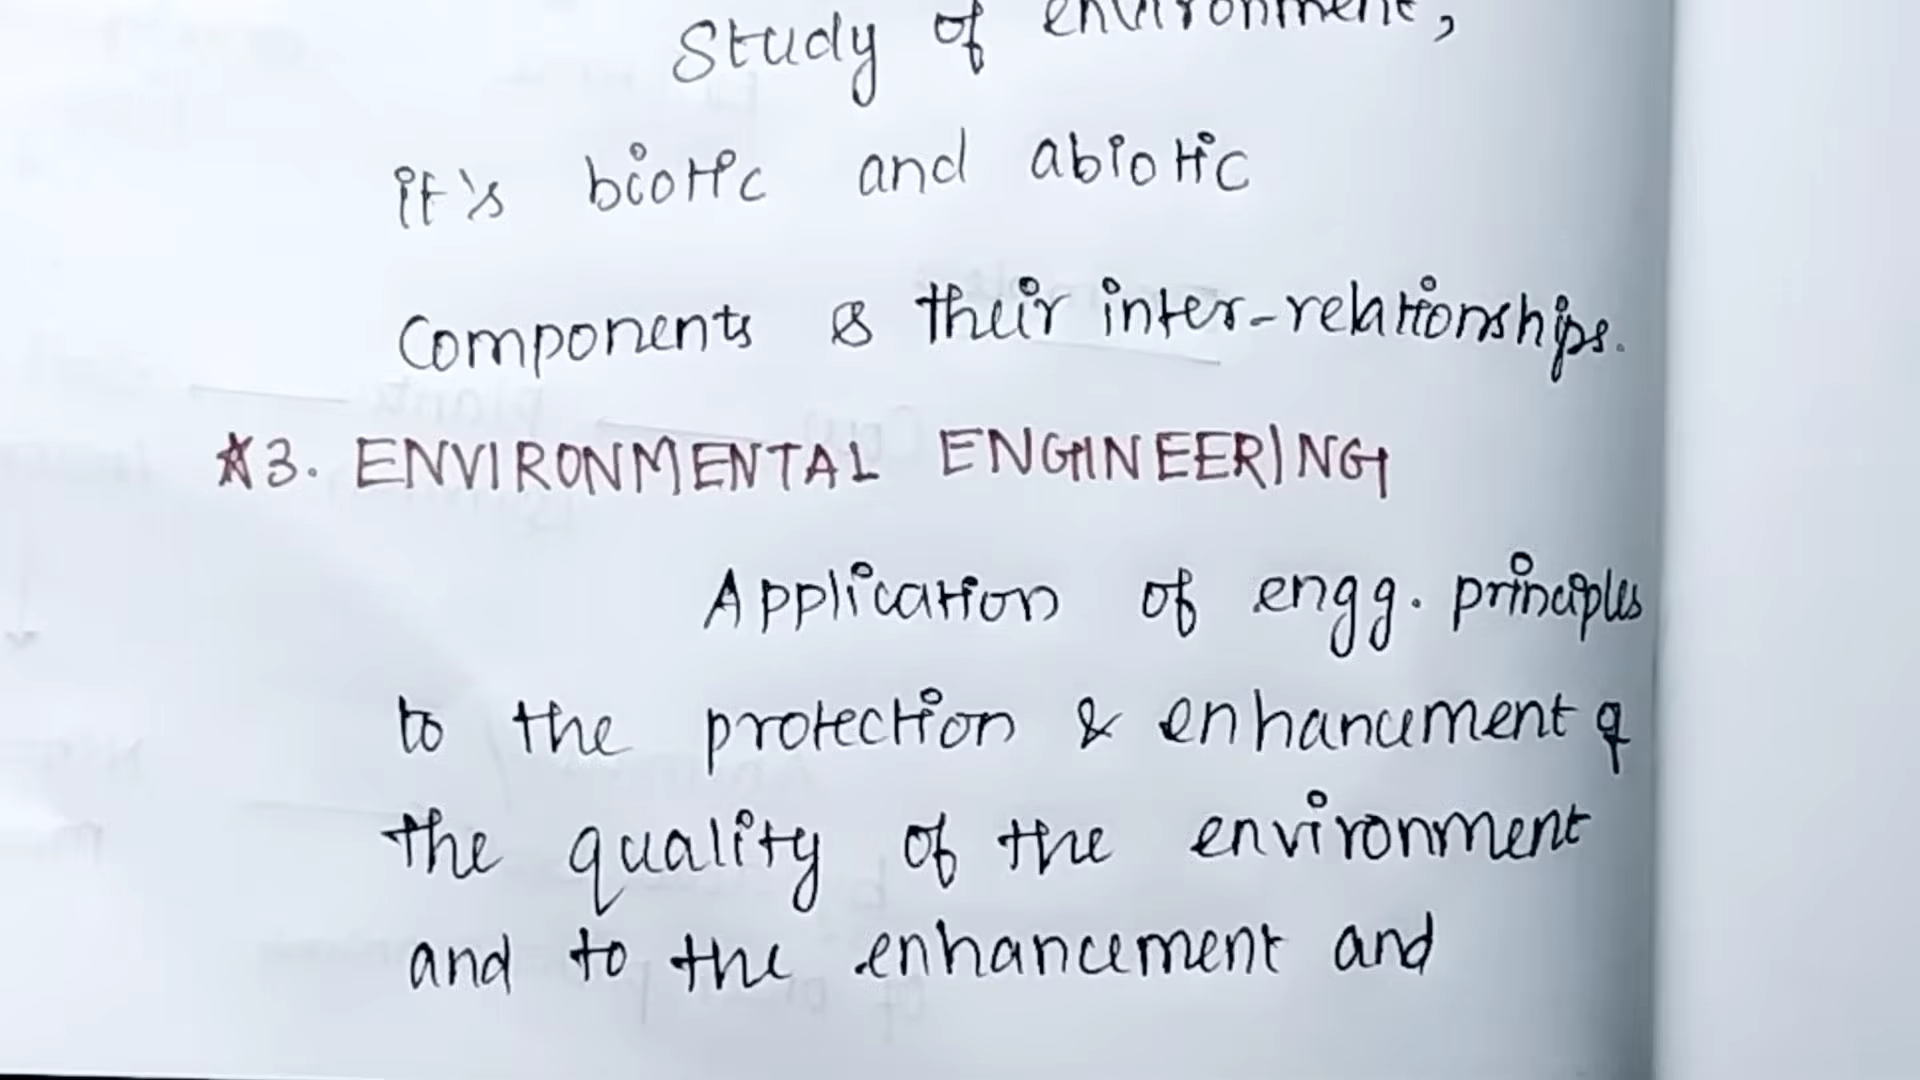 Study of environment,
it's biotic and abiotic
components & their inter-relationships.
*3. ENVIRONMENTAL ENGINEERING
Application of engg. principles
to the protection & enhancement of
the quality of the environment
and to the enhancement and